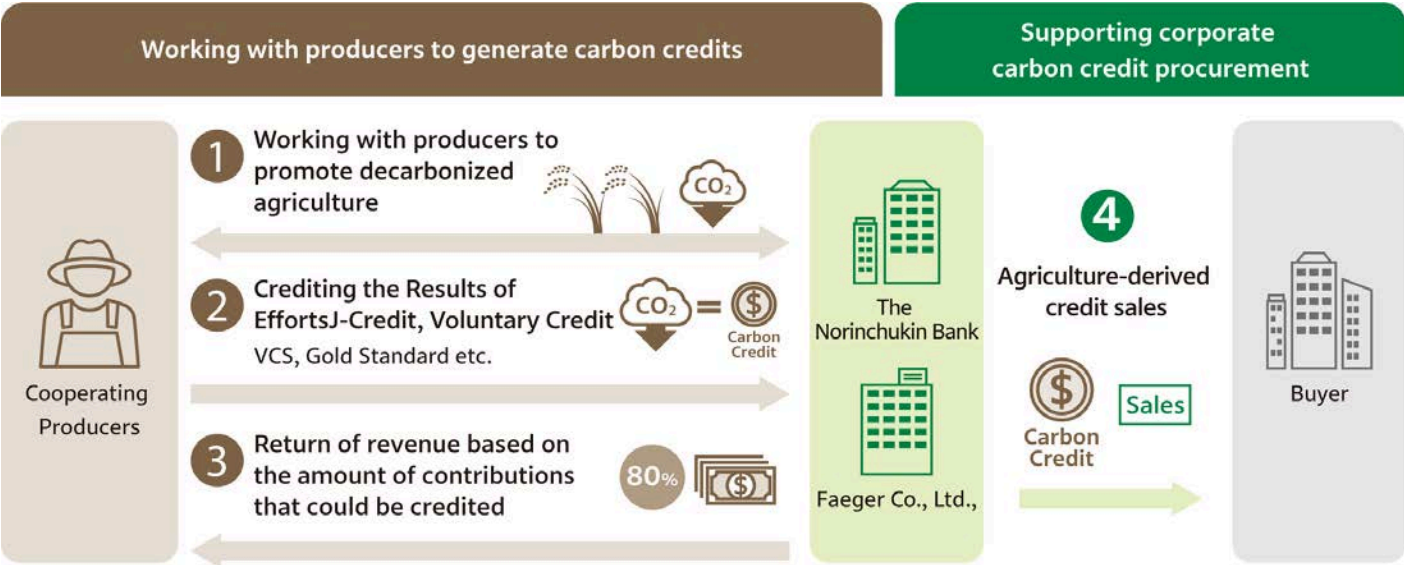 Working with producers to generate carbon credits
Supporting corporate
carbon credit procurement
Cooperating
Producers
1
Working with producers to
promote decarbonized
agriculture
CO₂
2
Crediting the Results of
EffortsJ-Credit, Voluntary Credit
VCS, Gold Standard etc.
CO₂
=
$
Carbon
Credit
3
Return of revenue based on
the amount of contributions
that could be credited
80%
$
The
Norinchukin Bank
Faeger Co., Ltd.,
4
Agriculture-derived
credit sales
$
Carbon
Credit
Sales
Buyer